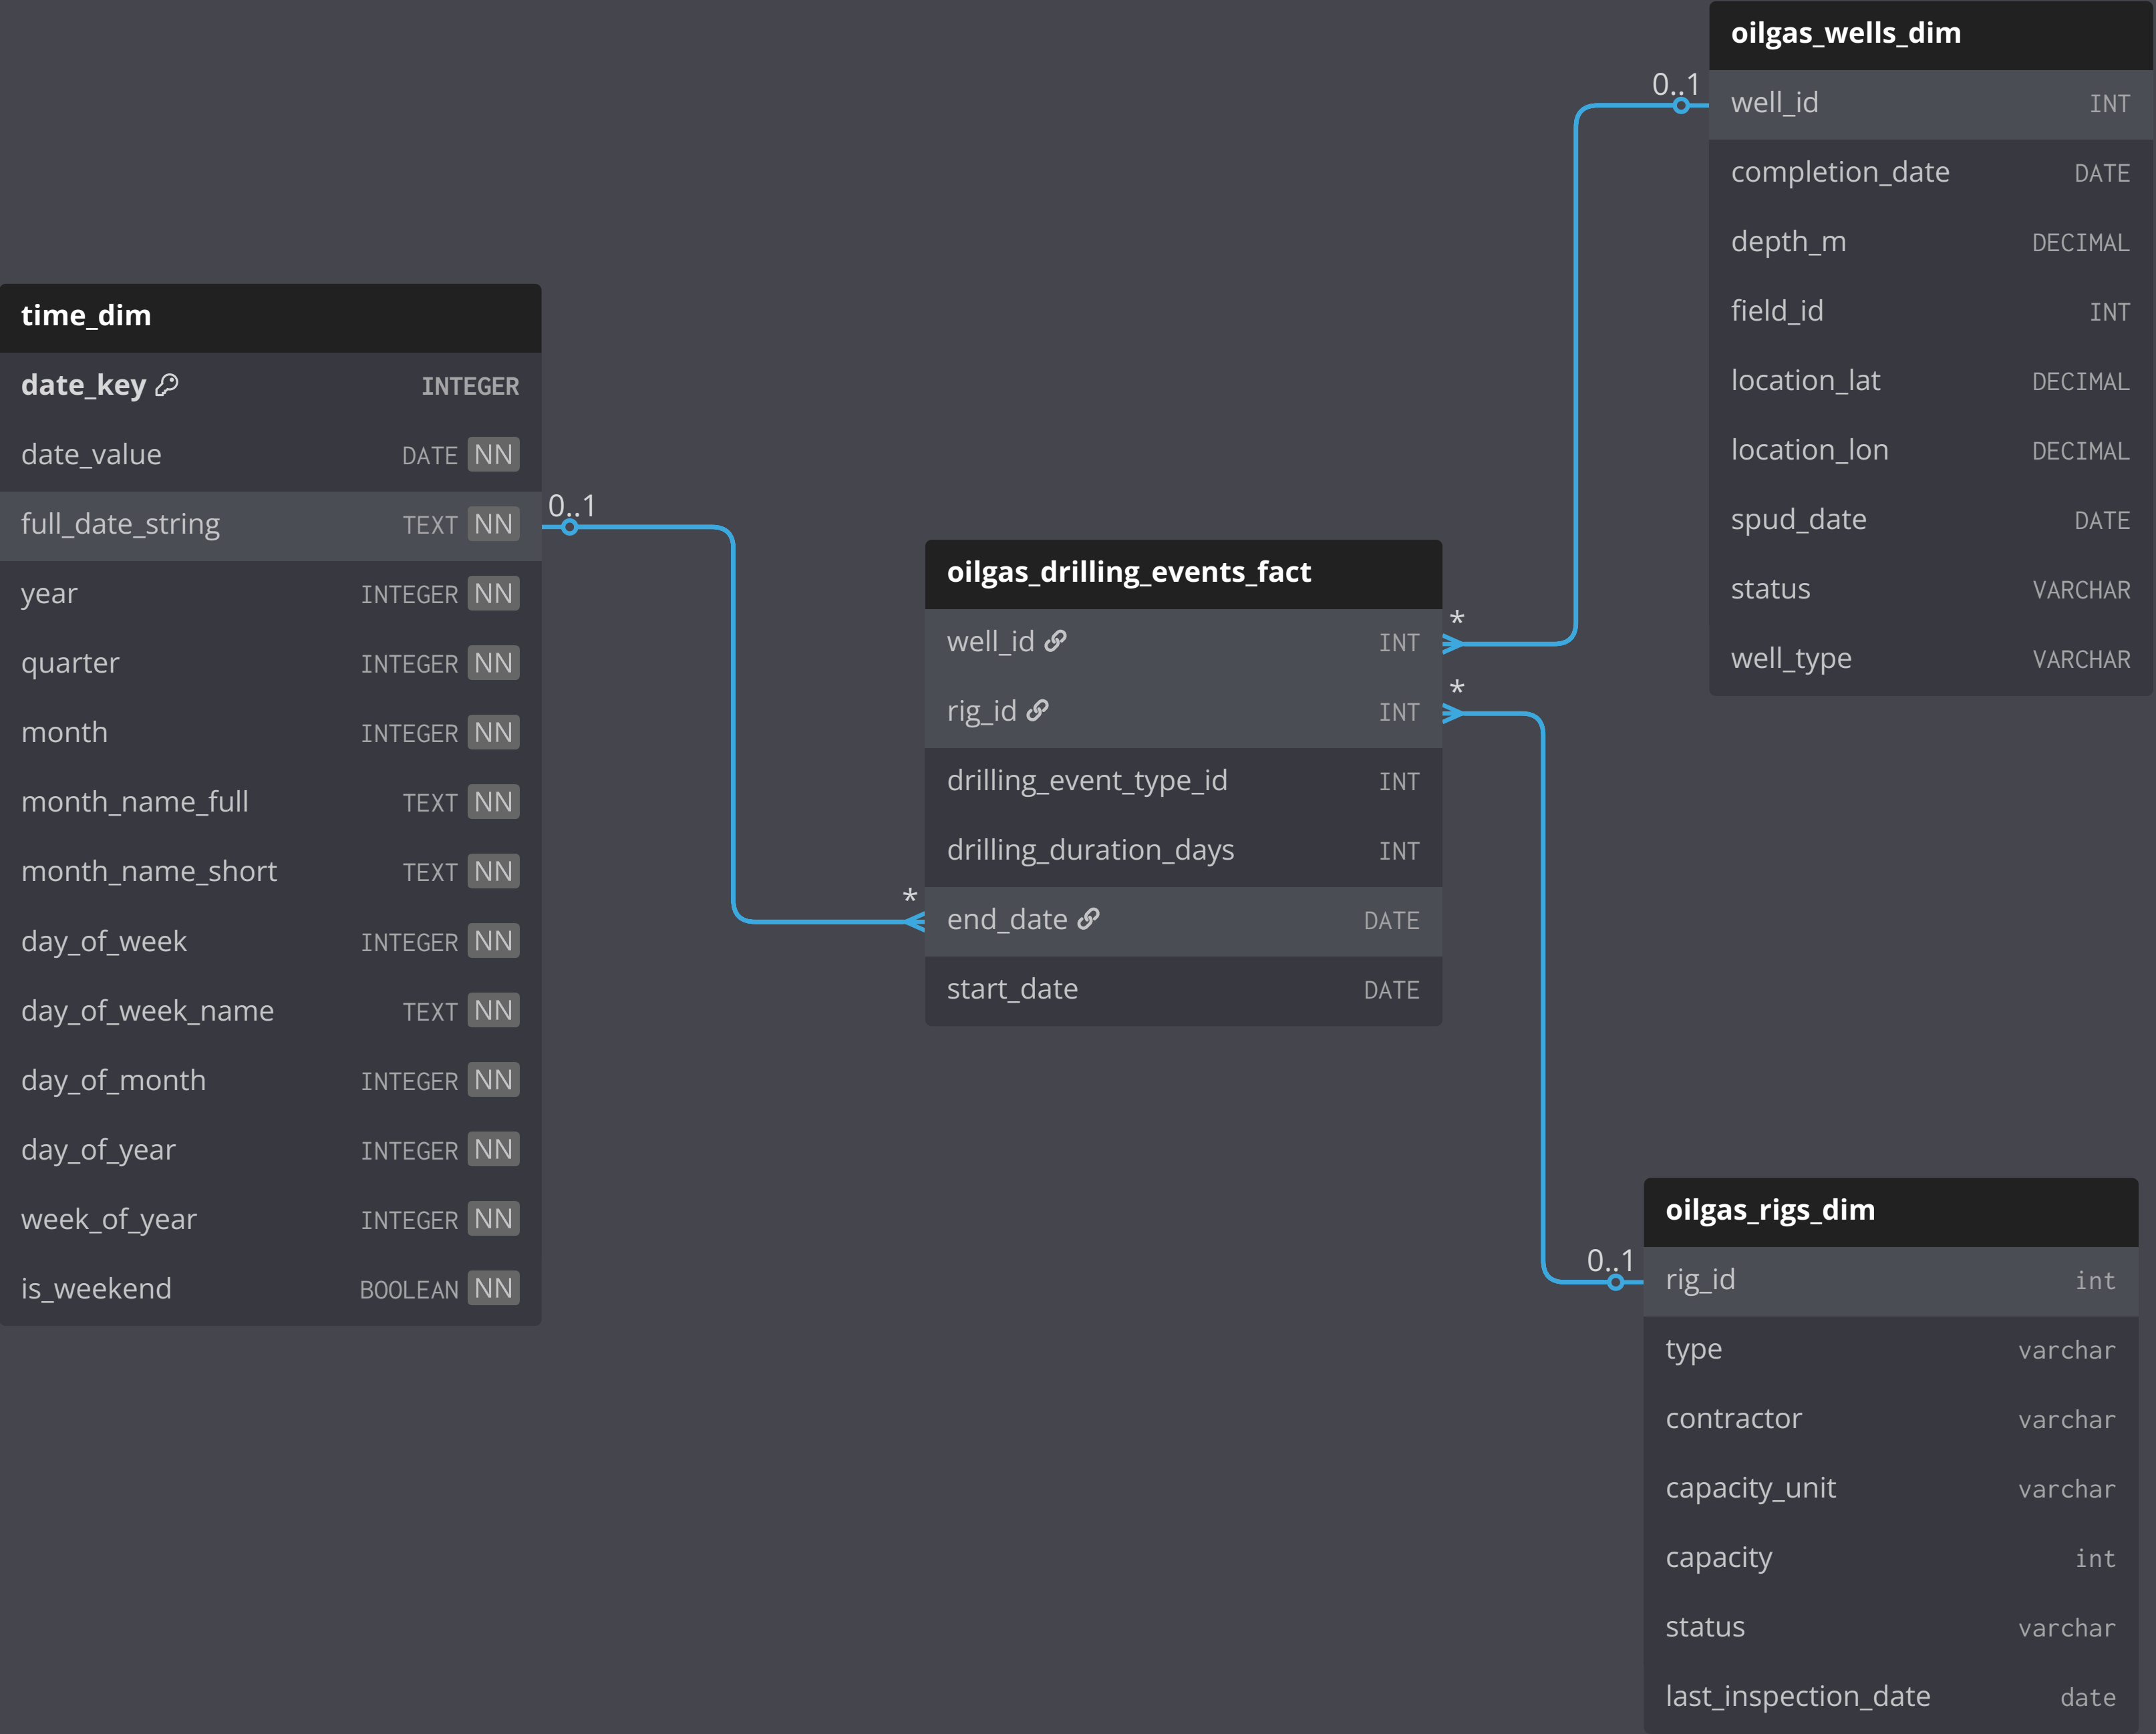 time_dim
date_key INTEGER
date_value DATE NN
full_date_string TEXT NN
year INTEGER NN
quarter INTEGER NN
month INTEGER NN
month_name_full TEXT NN
month_name_short TEXT NN
day_of_week INTEGER NN
day_of_week_name TEXT NN
day_of_month INTEGER NN
day_of_year INTEGER NN
week_of_year INTEGER NN
is_weekend BOOLEAN NN
0..1
*
oilgas_drilling_events_fact
well_id INT
rig_id INT
drilling_event_type_id INT
drilling_duration_days INT
end_date DATE
start_date DATE
*
*
0..1
oilgas_wells_dim
well_id INT
completion_date DATE
depth_m DECIMAL
field_id INT
location_lat DECIMAL
location_lon DECIMAL
spud_date DATE
status VARCHAR
well_type VARCHAR
0..1
oilgas_rigs_dim
rig_id int
type varchar
contractor varchar
capacity_unit varchar
capacity int
status varchar
last_inspection_date date